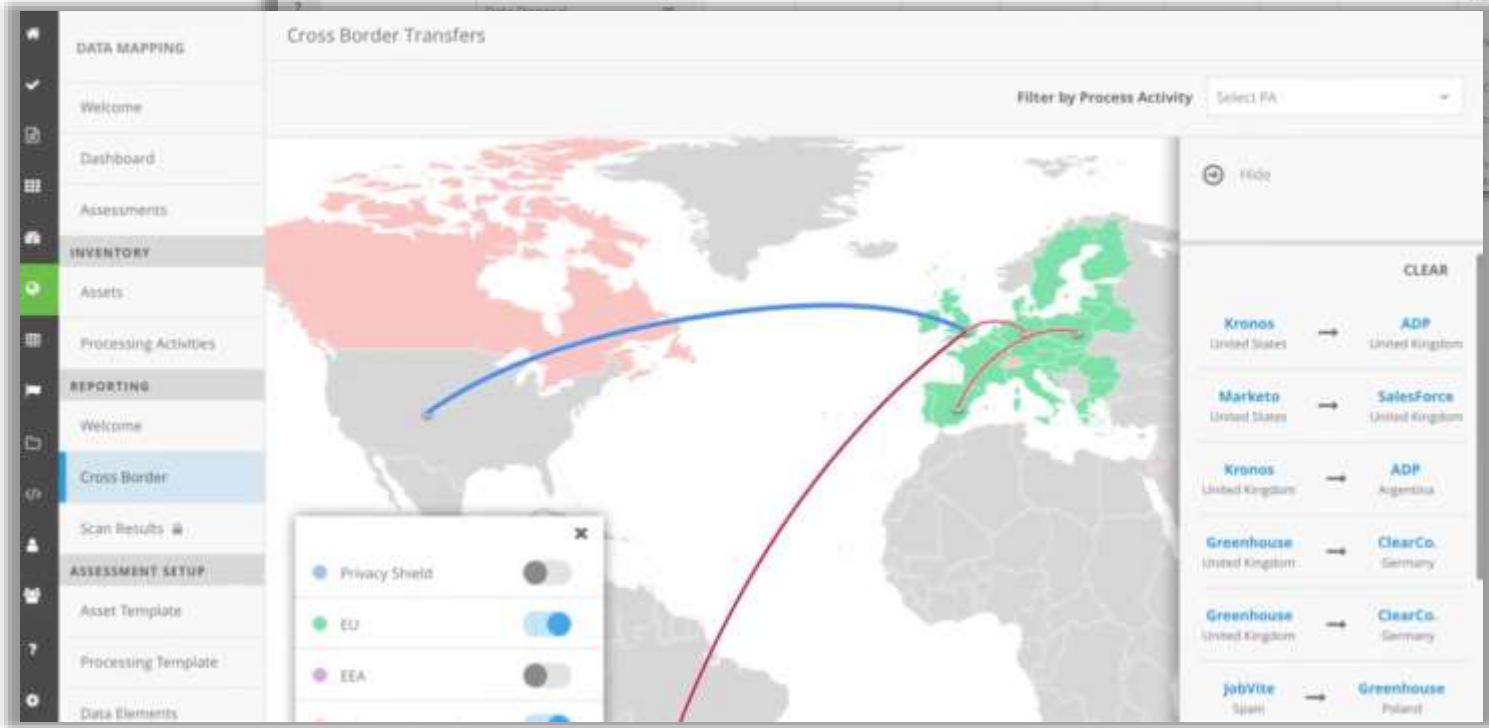 Cross Border Transfers
Filter by Process Activity
Select PA
DATA MAPPING
Welcome
Dashboard
Assessments
INVENTORY
Assets
Processing Activities
REPORTING
Welcome
Cross Border
Scan Results
ASSESSMENT SETUP
Asset Template
Processing Template
Data Elements
Privacy Shield
EU
EEA
Hide
CLEAR
Kronos → ADP
United States United Kingdom
Marketo → SalesForce
United States United Kingdom
Kronos → ADP
United Kingdom Argentina
Greenhouse → ClearCo.
United Kingdom Germany
Greenhouse → ClearCo.
United Kingdom Germany
JobVite → Greenhouse
Spain Poland